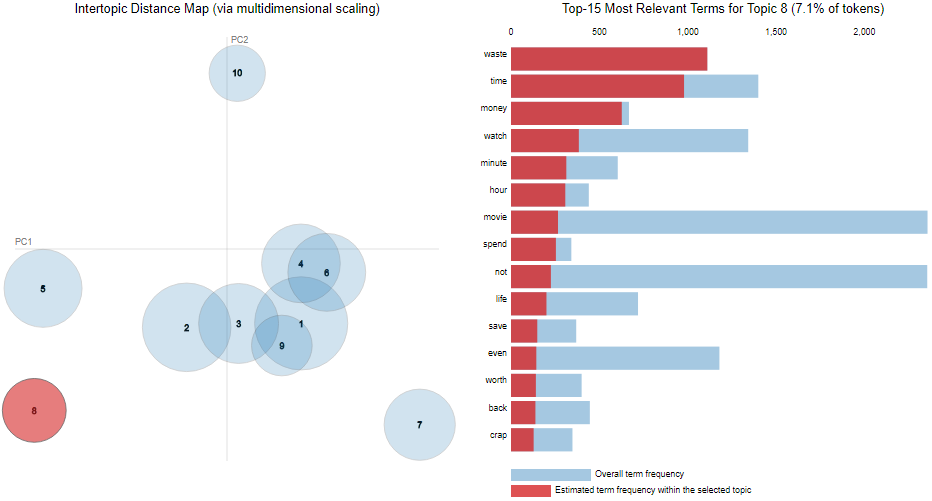 Intertopic Distance Map (via multidimensional scaling)
PC2
PC1
10
4
6
5
2
3
1
9
8
7
Top-15 Most Relevant Terms for Topic 8 (7.1% of tokens)
0 500 1,000 1,500 2,000
waste
time
money
watch
minute
hour
movie
spend
not
life
save
even
worth
back
crap
Overall term frequency
Estimated term frequency within the selected topic